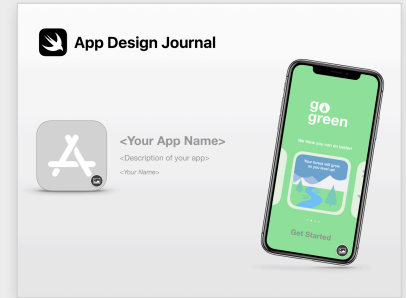 App Design Journal
<Your App Name>
<Description of your app>
<Your Name>
go
green
We think you can do better!
Your forest will grow
as you level up!
Get Started